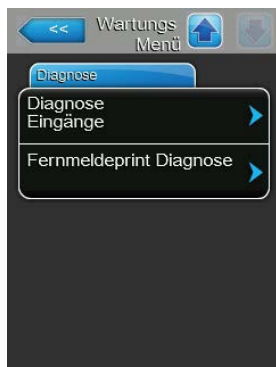 <<
Wartungs
Menü
Diagnose
Diagnose
Eingänge
Fernmeldeprint Diagnose